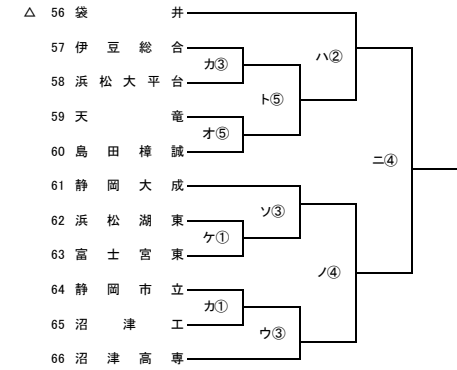 △ 56 袋井
57 伊豆総合
58 浜松大平台
59 天竜
60 島田樟誠
61 静岡大成
62 浜松湖東
63 富士宮東
64 静岡市立
65 沼津工
66 沼津高専
カ③
オ⑤
ケ①
カ①
ト⑤
ソ③
ウ③
ハ②
ノ④
ニ④